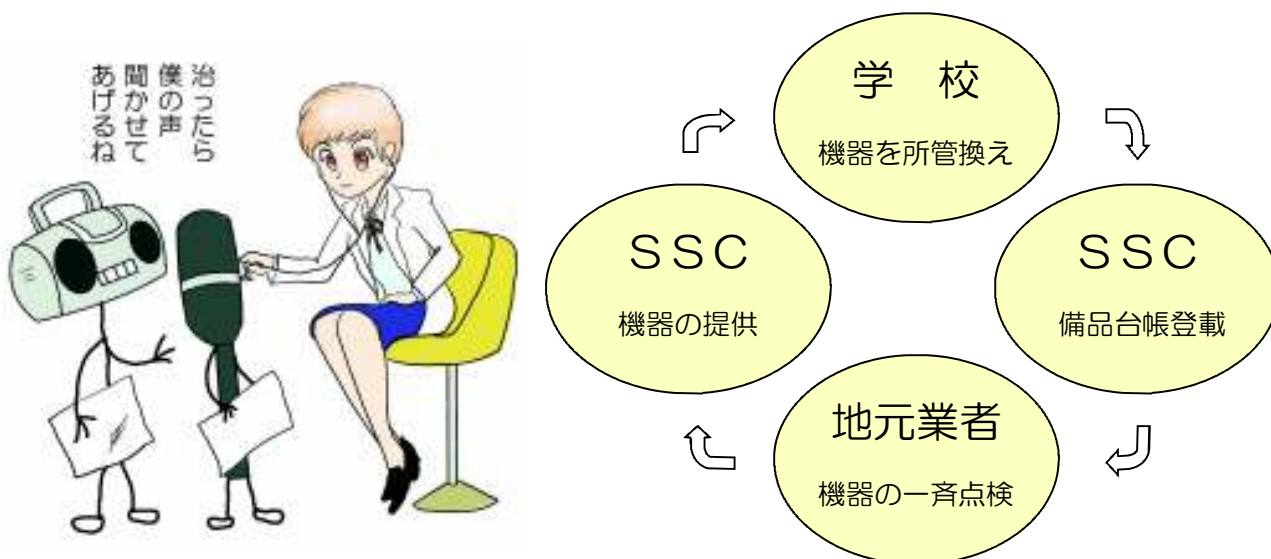 治ったら
僕の声
聞かせて
あげるね
学　校
機器を所管換え
ＳＳＣ
備品台帳登載
地元業者
機器の一斉点検
ＳＳＣ
機器の提供